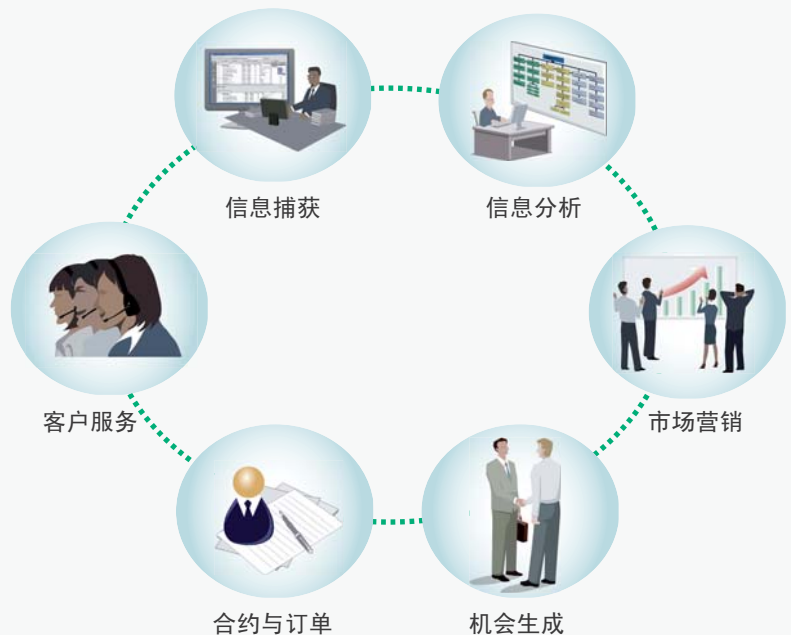 信息捕获
信息分析
客户服务
市场营销
合约与订单
机会生成